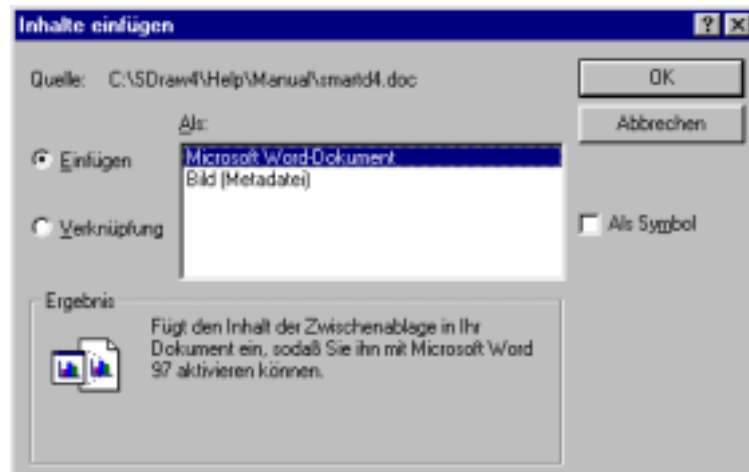 Inhalte einfügen
Quelle: C:\SDraw4\Help\Manual\smartd4.doc
OK
Abbrechen
Als:
Einfügen
Verknüpfung
Microsoft Word-Dokument
Bild (Metadatei)
Als Symbol
Ergebnis
Fügt den Inhalt der Zwischenablage in Ihr
Dokument ein, sodaß Sie ihn mit Microsoft Word
97 aktivieren können.